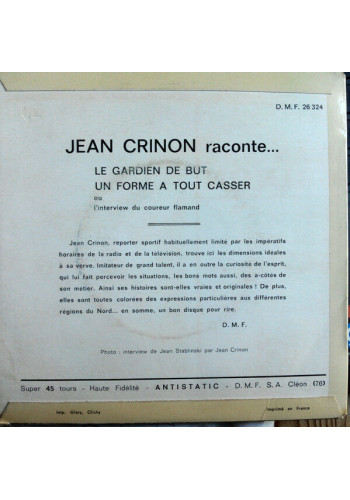 D. M. F. 26 324
JEAN CRINON raconte...
LE GARDIEN DE BUT
UN FORME A TOUT CASSER
ou
l'interview du coureur flamand
Jean Crinon, reporter sportif habituellement limité par les impératifs
horaires de la radio et de la télévision, trouve ici les dimensions idéales
à sa verve. Imitateur de grand talent, il a en outre la curiosité de l'esprit,
qui lui fait percevoir les situations, les bons mots aussi, des a-côtés de
son métier. Ainsi ses histoires sont-elles vraies et originales ! De plus,
elles sont toutes colorées des expressions particulières aux différentes
régions du Nord... en somme, un bon disque pour rire.
D. M. F.
Photo : interview de Jean Stablinski par Jean Crinon
Super 45 tours - Haute Fidélité - ANTISTATIC - D. M. F. S. A. Cléon (76)
Imp. Glory, Clichy
Imprimé en France